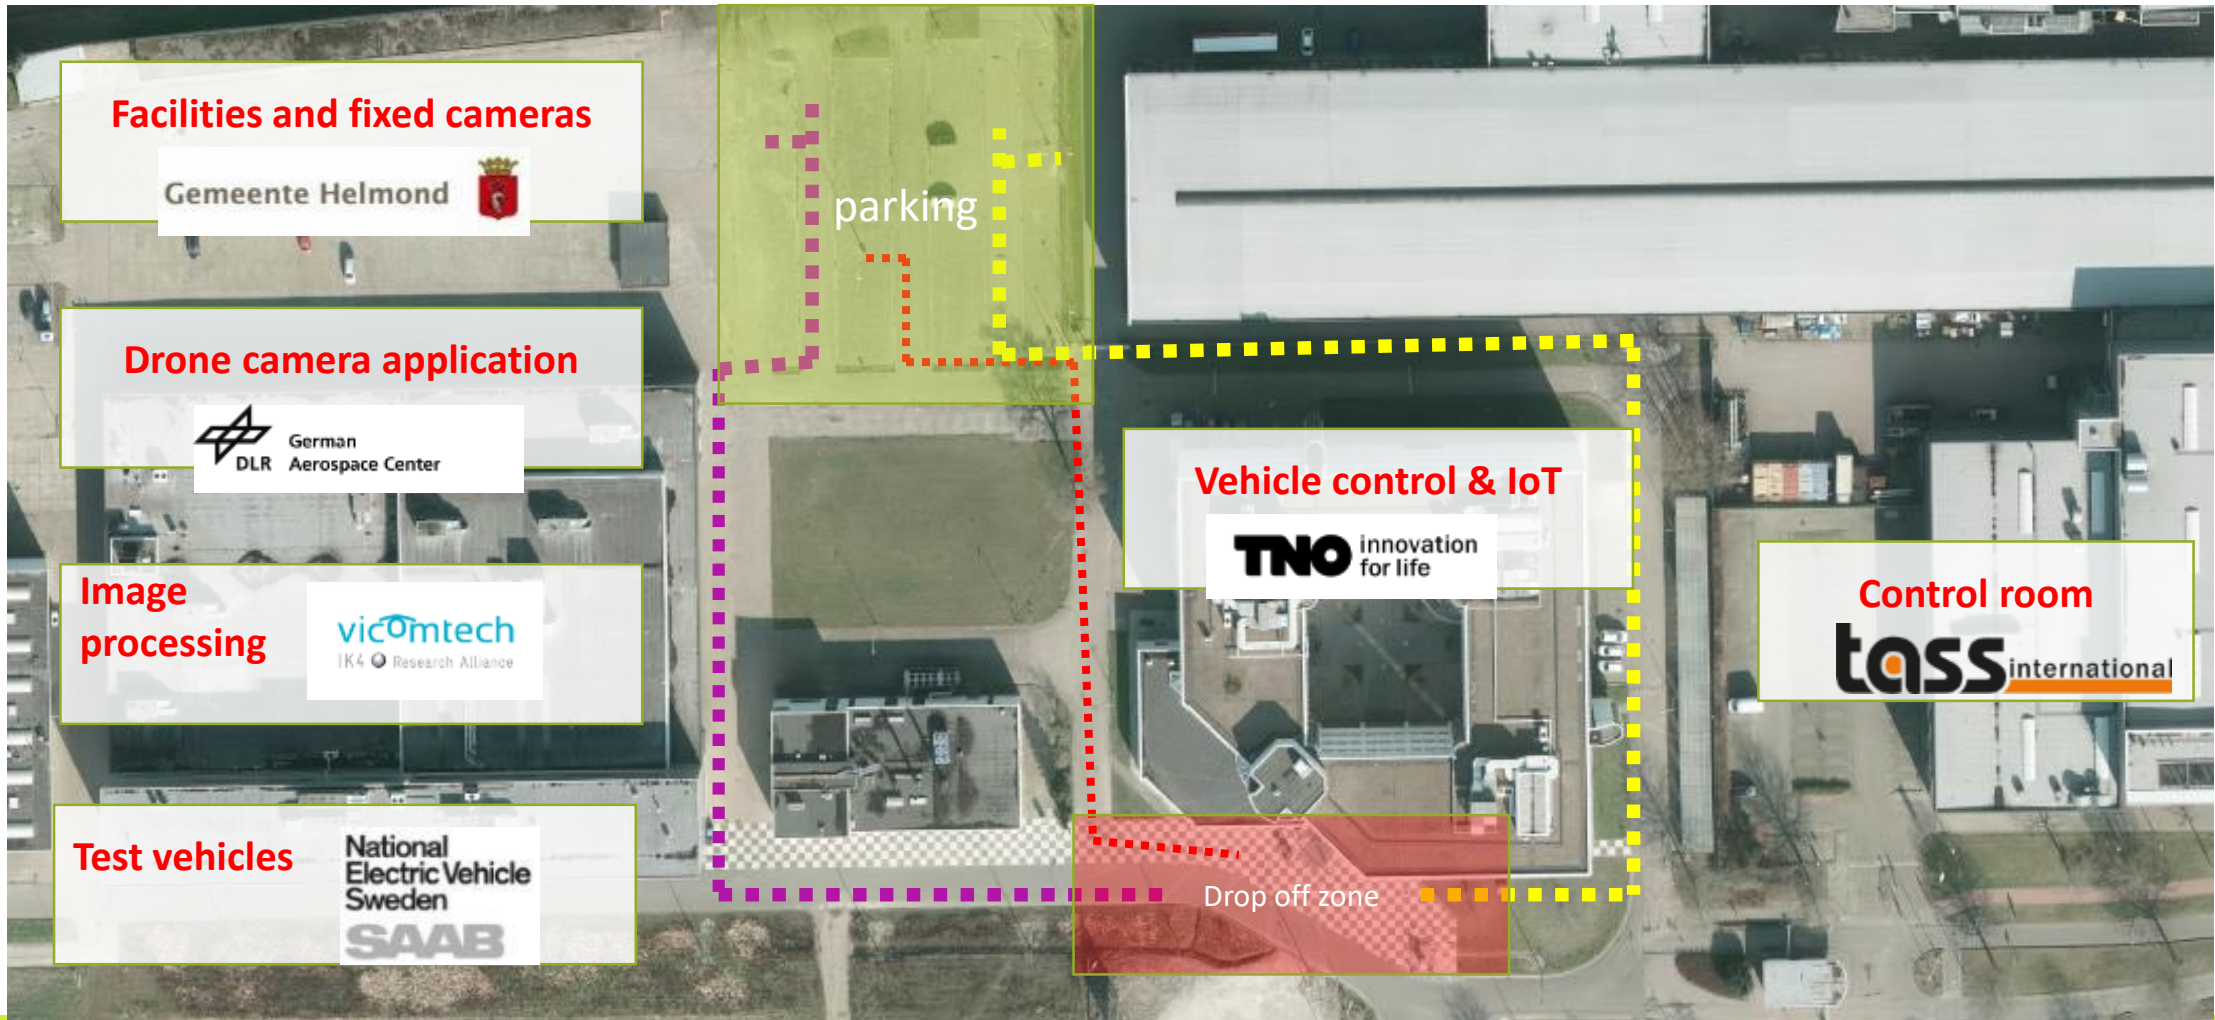 Facilities and fixed cameras
Gemeente Helmond
parking
Drone camera application
DLR
German
Aerospace Center
Vehicle control & IoT
TNO innovation
for life
Image
processing
vicomtech
IK4 Research Alliance
Control room
tass international
Test vehicles
National
Electric Vehicle
Sweden
SAAB
Drop off zone